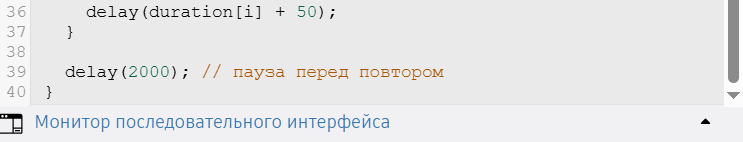 36 delay(duration[i] + 50);
37 }
38
39 delay(2000); // пауза перед повтором
40 }
Монитор последовательного интерфейса